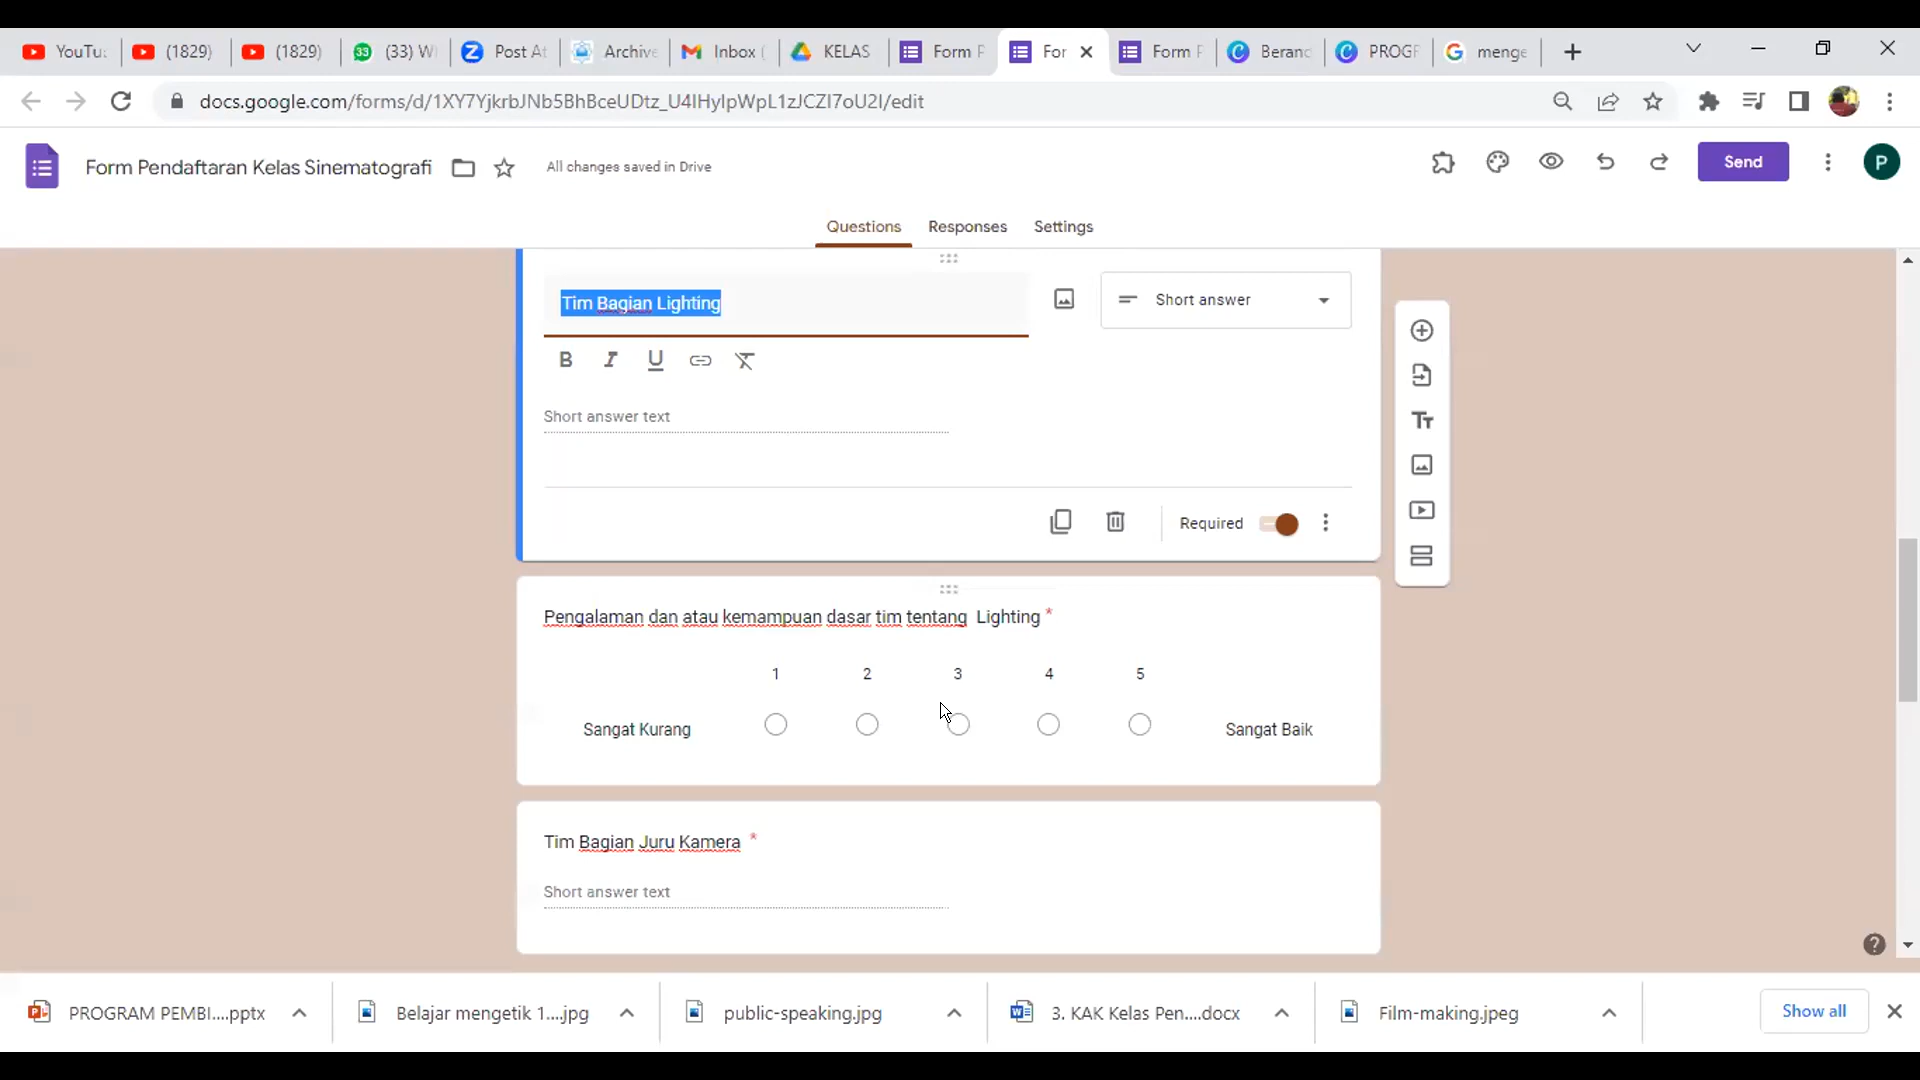 YouTu
(1829)
(1829)
(33) W
Post At
Archive
Inbox (
KELAS
Form P
For
Form P
Beranc
PROGF
menge
docs.google.com/forms/d/1XY7YjkrbJNb5BhBceUDtz_U4IHyIpWpL1zJCZI7oU2I/edit
Form Pendaftaran Kelas Sinematografi
All changes saved in Drive
Send
P
Questions
Responses
Settings
Tim Bagian Lighting
Short answer
B I U
Short answer text
Required
Pengalaman dan atau kemampuan dasar tim tentang Lighting *
1 2 3 4 5
Sangat Kurang
Sangat Baik
Tim Bagian Juru Kamera *
Short answer text
PROGRAM PEMBI....pptx
Belajar mengetik 1....jpg
public-speaking.jpg
3. KAK Kelas Pen....docx
Film-making.jpeg
Show all